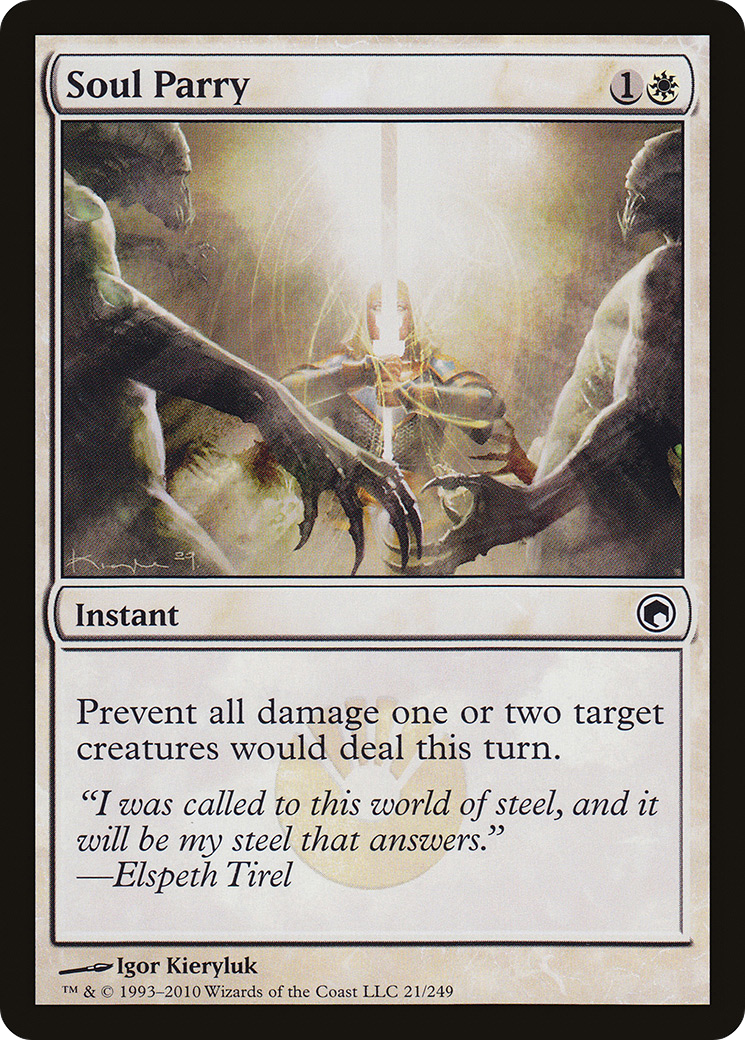 Soul Parry 1
Instant
Prevent all damage one or two target
creatures would deal this turn.
“I was called to this world of steel, and it
will be my steel that answers.”
—Elspeth Tirel
Igor Kieryluk
™ & © 1993–2010 Wizards of the Coast LLC 21/249